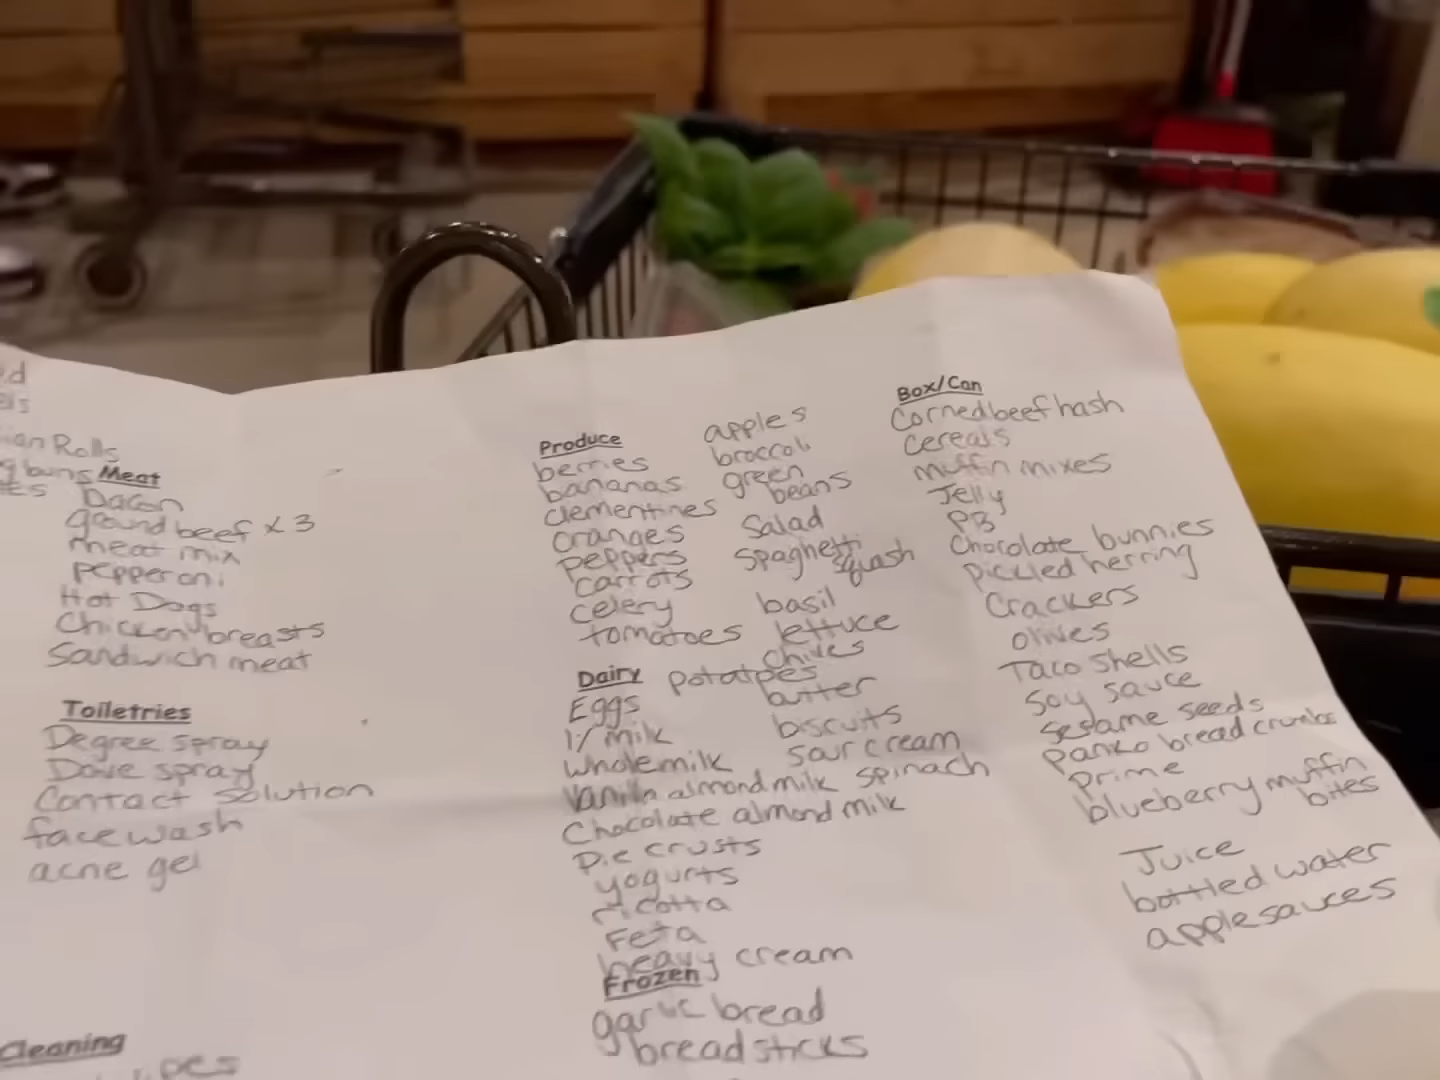 Rolls
buns
Meat
Bacon
ground beef x 3
meat mix
pepperoni
Hot Dogs
Chicken breasts
Sandwich meat
Toiletries
Degree spray
Dove spray
Contact solution
face wash
acne gel
Cleaning
Produce
berries
bananas
clementines
oranges
peppers
carrots
celery
tomatoes
potatoes
apples
broccoli
green
beans
Salad
Spaghetti
squash
basil
lettuce
chives
Dairy
Eggs
1% milk
Whole milk
Vanilla almond milk
Chocolate almond milk
Pie crusts
yogurts
ricotta
Feta
heavy cream
butter
biscuits
Sour cream
spinach
Frozen
garlic bread
breadsticks
Box/Can
Corned beef hash
Cereals
muffin mixes
Jelly
PB
Chocolate bunnies
Pickled herring
Crackers
olives
Taco Shells
Soy sauce
Sesame seeds
Panko bread crumbs
Prime
blueberry muffin
bites
Juice
bottled water
applesauces